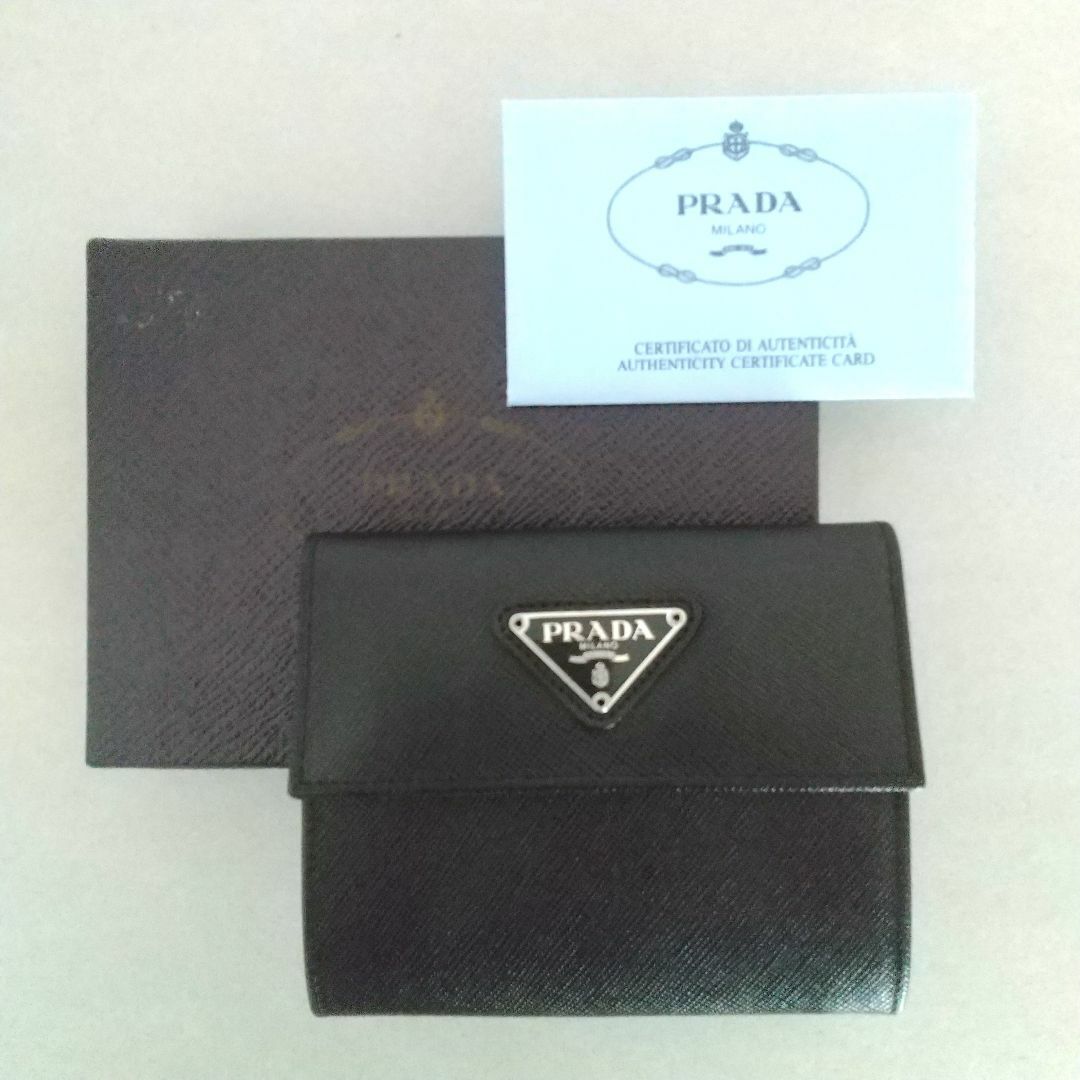 PRADA
MILANO
CERTIFICATO DI AUTENTICITÀ
AUTHENTICITY CERTIFICATE CARD
PRADA
PRADA
MILANO